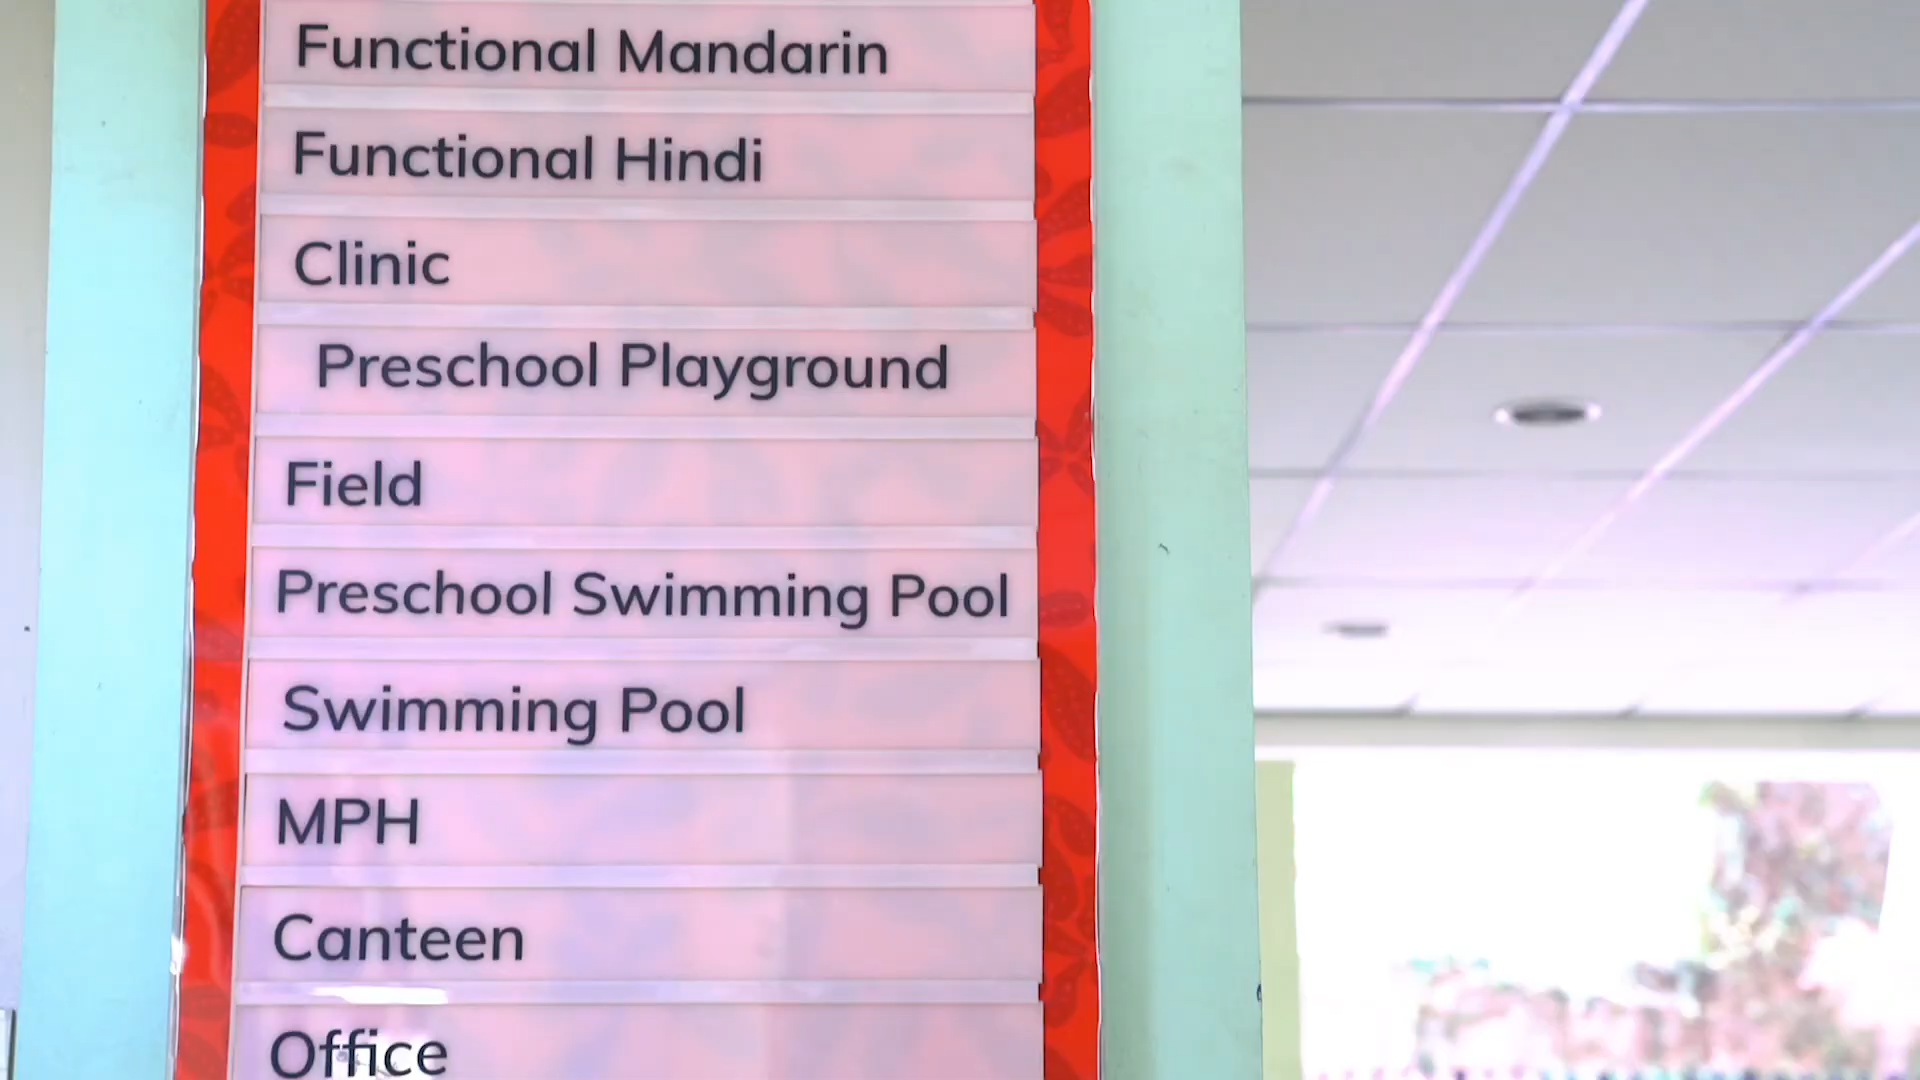 Functional Mandarin
Functional Hindi
Clinic
Preschool Playground
Field
Preschool Swimming Pool
Swimming Pool
MPH
Canteen
Office